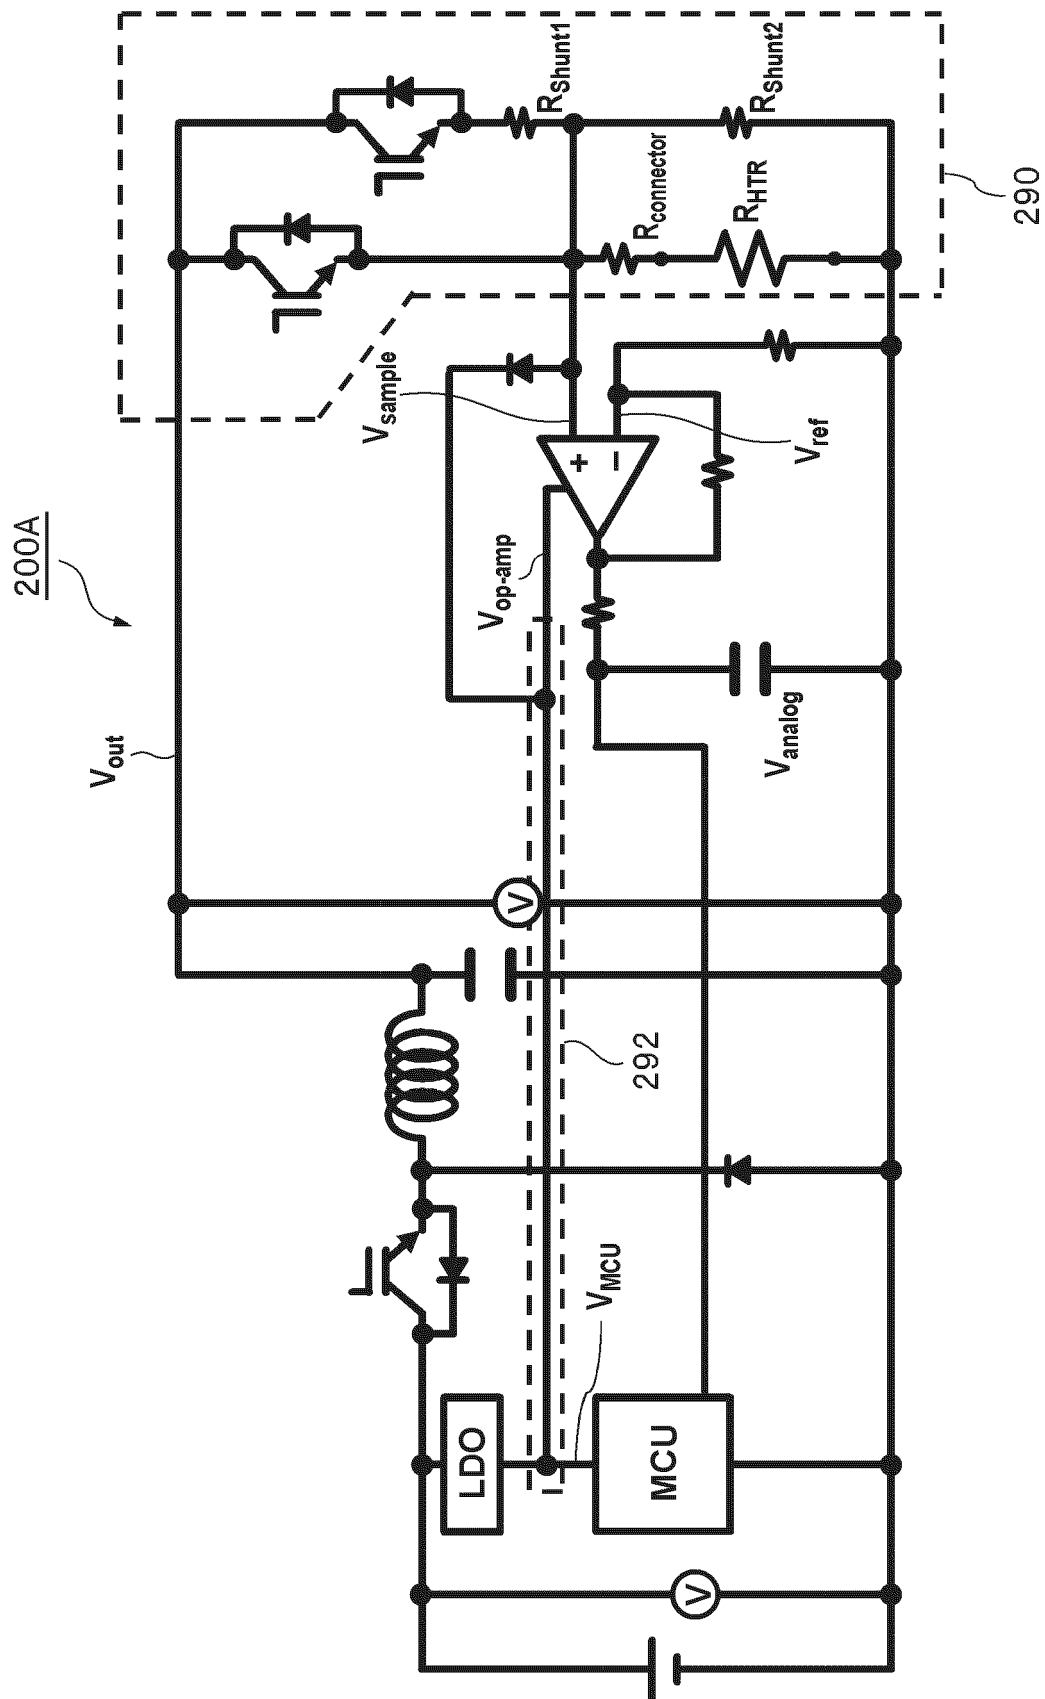 200A
Vout
RShunt1
RShunt2
Rconnector
RHTR
290
Vsample
+
−
Vref
Vop-amp
Vanalog
V
292
VMCU
LDO
MCU
V